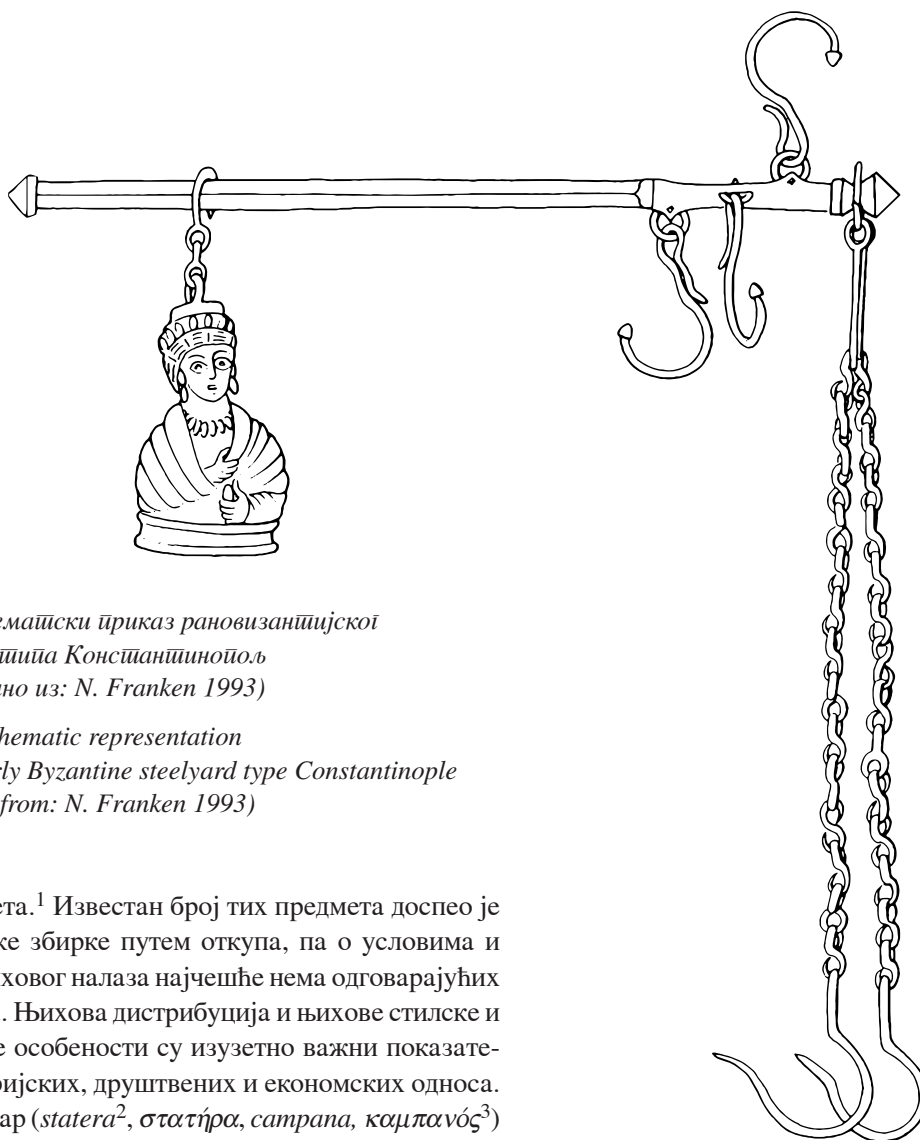 матски приказ рановизантијског
типа Константинопољ
но из: N. Franken 1993)
hematic representation
rly Byzantine steelyard type Constantinople
from: N. Franken 1993)
ета.1 Известан број тих предмета доспео је
ке збирке путем откупа, па о условима и
ховог налаза најчешће нема одговарајућих
. Њихова дистрибуција и њихове стилске и
е особености су изузетно важни показате-
ријских, друштвених и економских односа.
ар (statera2, στατήρα, campana, καμπανός3)